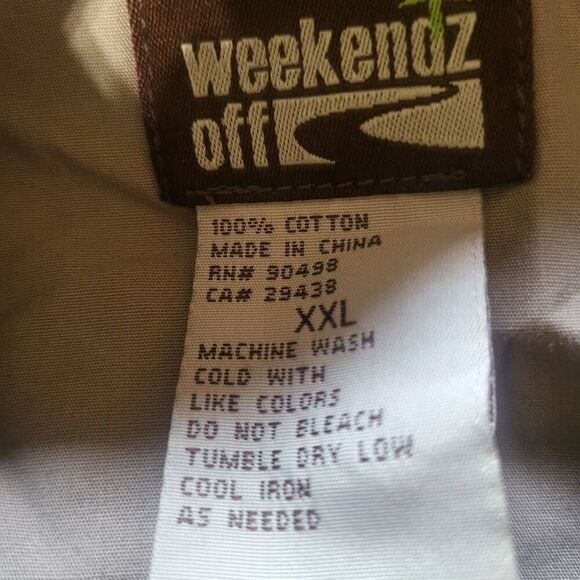 weekendz
off
100% COTTON
MADE IN CHINA
RN# 90498
CA# 29438
XXL
MACHINE WASH
COLD WITH
LIKE COLORS
DO NOT BLEACH
TUMBLE DRY LOW
COOL IRON
AS NEEDED